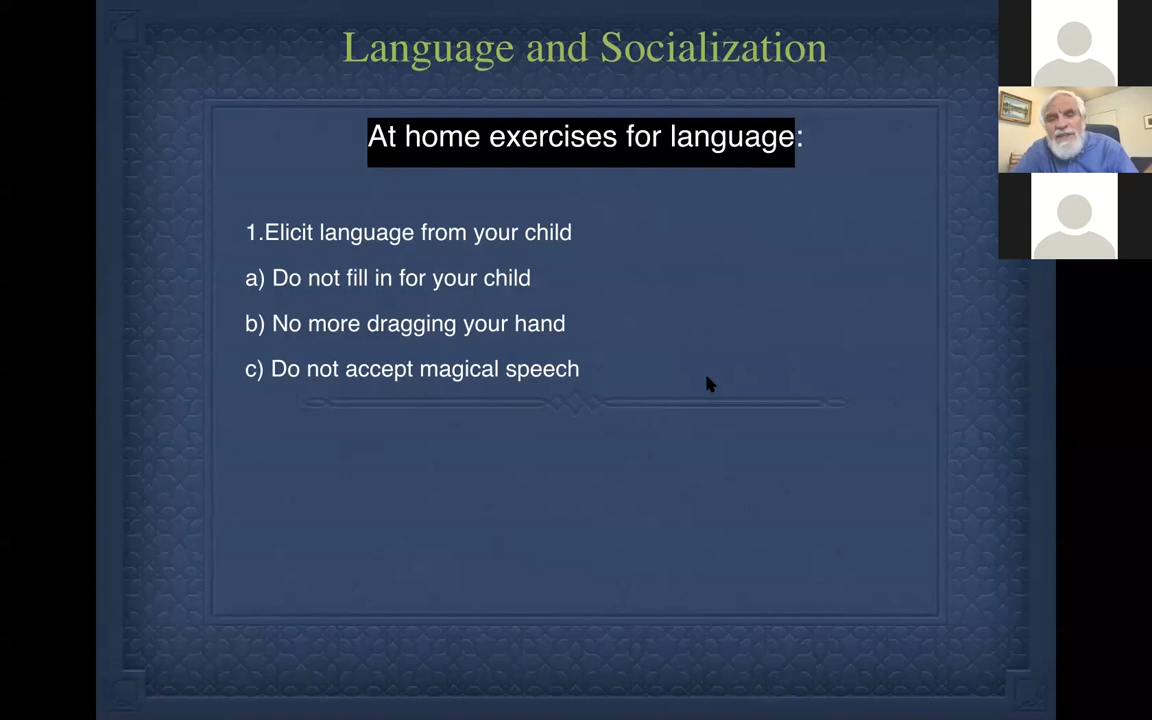 Language and Socialization
At home exercises for language:
1.Elicit language from your child
a) Do not fill in for your child
b) No more dragging your hand
c) Do not accept magical speech